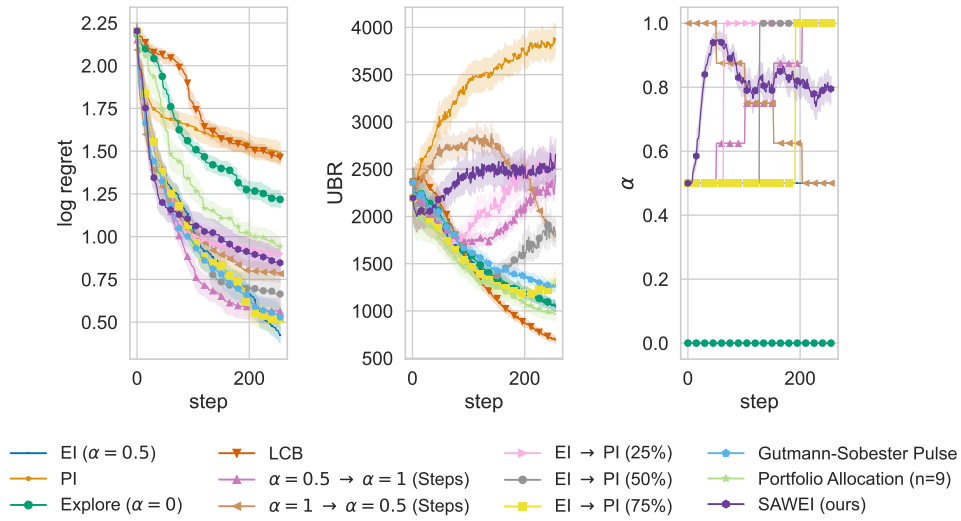 log regret
2.25
2.00
1.75
1.50
1.25
1.00
0.75
0.50
0
200
step
UBR
4000
3500
3000
2500
2000
1500
1000
500
0
200
step
α
1.0
0.8
0.6
0.4
0.2
0.0
0
200
step
EI (α = 0.5)
PI
Explore (α = 0)
LCB
α = 0.5 → α = 1 (Steps)
α = 1 → α = 0.5 (Steps)
EI → PI (25%)
EI → PI (50%)
EI → PI (75%)
Gutmann-Sobester Pulse
Portfolio Allocation (n=9)
SAWEI (ours)